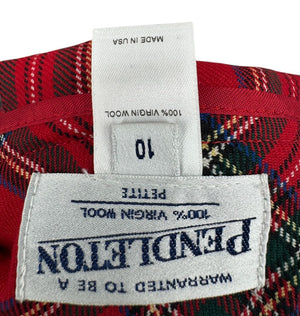 WARRANTED TO BE A
PENDLETON
100% VIRGIN WOOL
PETITE
10
100% VIRGIN WOOL
MADE IN USA